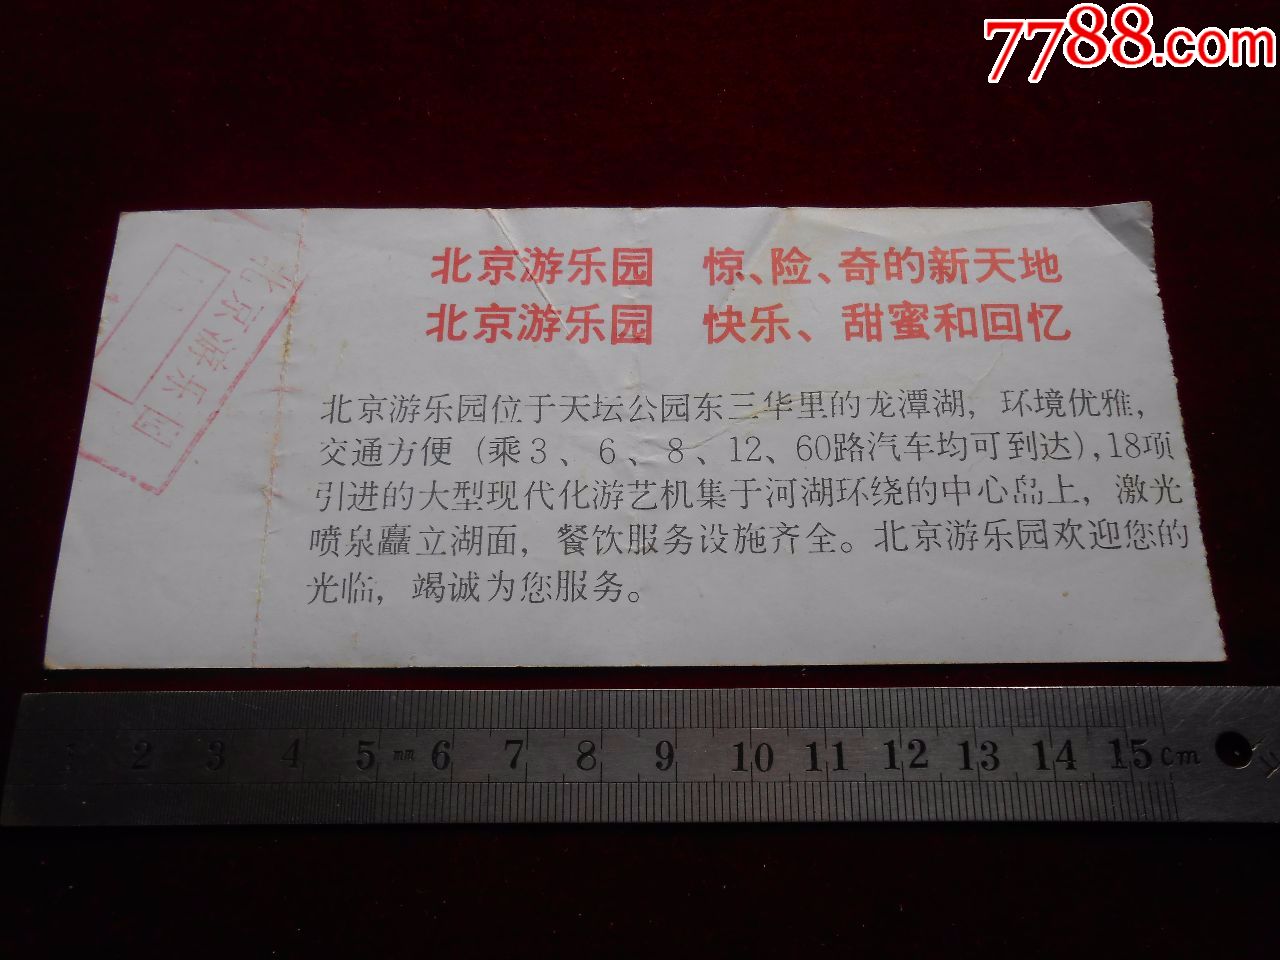 7788.com
北京游乐园 惊、险、奇的新天地
北京游乐园 快乐、甜蜜和回忆
北京游乐园位于天坛公园东三华里的龙潭湖，环境优雅，
交通方便（乘3、6、8、12、60路汽车均可到达），18项
引进的大型现代化游艺机集于河湖环绕的中心岛上，激光
喷泉矗立湖面，餐饮服务设施齐全。北京游乐园欢迎您的
光临，竭诚为您服务。
北京游乐园
1 2 3 4 5 mm 6 7 8 9 10 11 12 13 14 15 cm